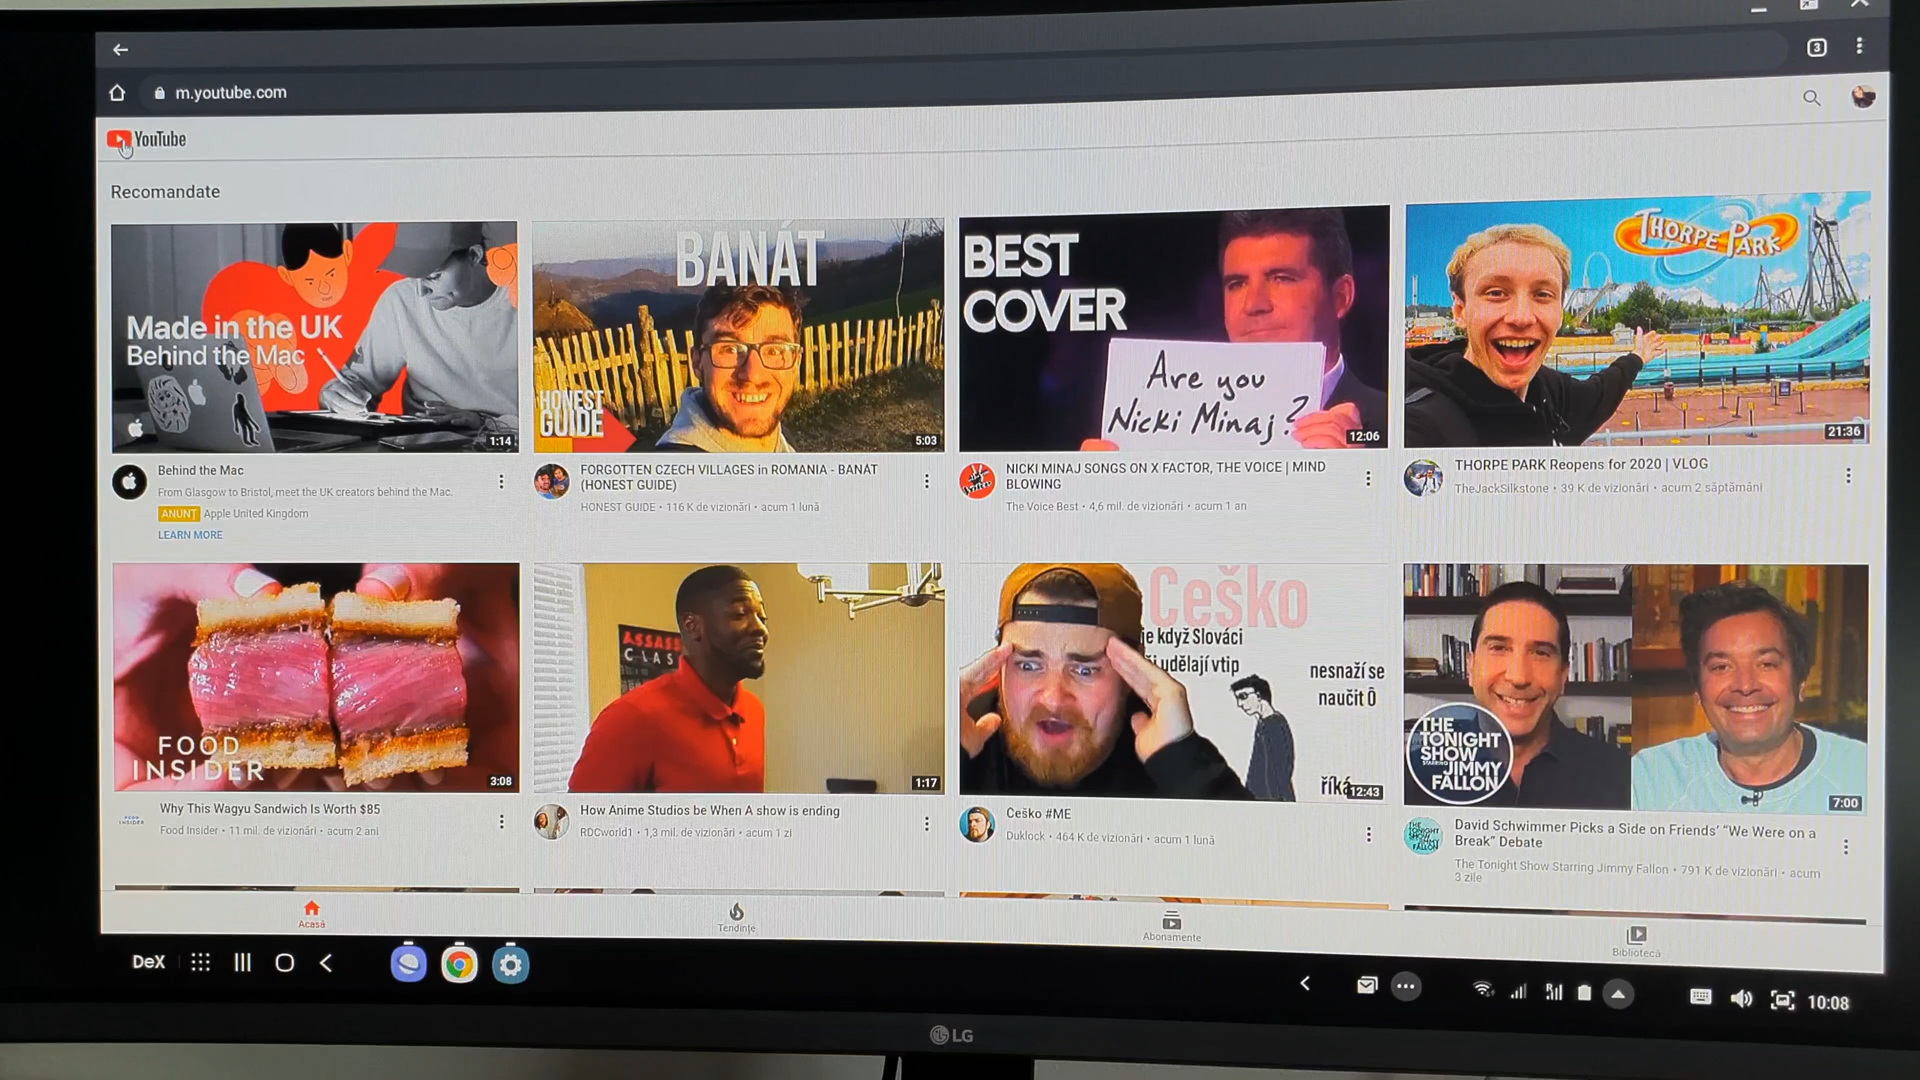 3
m.youtube.com
YouTube
Recomandate
Made in the UK
Behind the Mac
1:14
BANÁT
HONEST
GUIDE
5:03
BEST
COVER
Are you
Nicki Minaj?
12:06
THORPE PARK
21:36
Behind the Mac
From Glasgow to Bristol, meet the UK creators behind the Mac.
ANUNȚ Apple United Kingdom
LEARN MORE
FORGOTTEN CZECH VILLAGES in ROMANIA - BANÁT
(HONEST GUIDE)
HONEST GUIDE • 116 K de vizionări • acum 1 lună
NICKI MINAJ SONGS ON X FACTOR, THE VOICE | MIND
BLOWING
The Voice Best • 4,6 mil. de vizionări • acum 1 an
THORPE PARK Reopens for 2020 | VLOG
TheJackSilkstone • 39 K de vizionări • acum 2 săptămâni
FOOD
INSIDER
3:08
ASSASS
CLAS
1:17
Česko
je když Slováci
udělají vtip
nesnaží se
naučit Ô
říká
12:43
THE
TONIGHT
SHOW
STARRING
JIMMY
FALLON
7:00
Why This Wagyu Sandwich Is Worth $85
Food Insider • 11 mil. de vizionări • acum 2 ani
How Anime Studios be When A show is ending
RDCworld1 • 1,3 mil. de vizionări • acum 1 zi
Česko #ME
Duklock • 464 K de vizionări • acum 1 lună
David Schwimmer Picks a Side on Friends' "We Were on a
Break" Debate
The Tonight Show Starring Jimmy Fallon • 791 K de vizionări • acum
3 zile
Acasă
Tendințe
Abonamente
Bibliotecă
DeX
10:08
LG